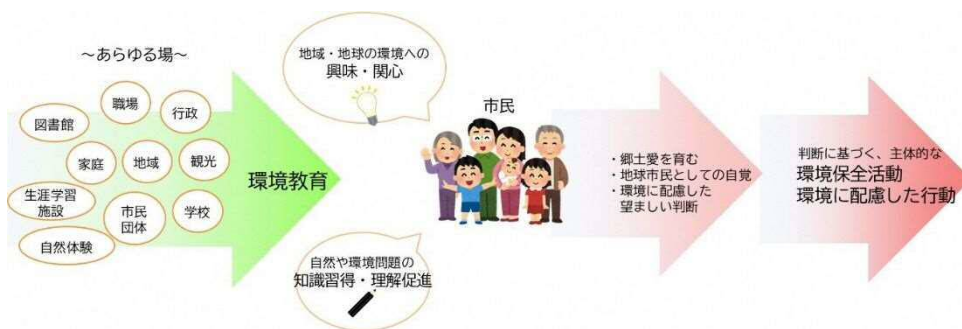 ～あらゆる場～
職場
行政
図書館
家庭
地域
観光
生涯学習
施設
市民
団体
学校
自然体験
環境教育
地域・地球の環境への
興味・関心
自然や環境問題の
知識習得・理解促進
市民
・郷土愛を育む
・地球市民としての自覚
・環境に配慮した
望ましい判断
判断に基づく、主体的な
環境保全活動
環境に配慮した行動